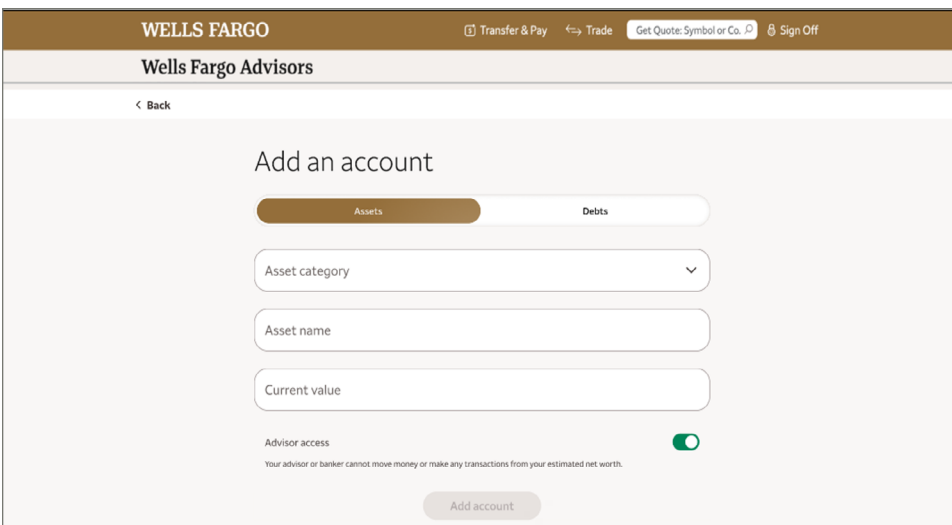 WELLS FARGO Transfer & Pay Trade Get Quote: Symbol or Co. Sign Off
Wells Fargo Advisors
Back
Add an account
Assets Debts
Asset category
Asset name
Current value
Advisor access
Your advisor or banker cannot move money or make any transactions from your estimated net worth.
Add account